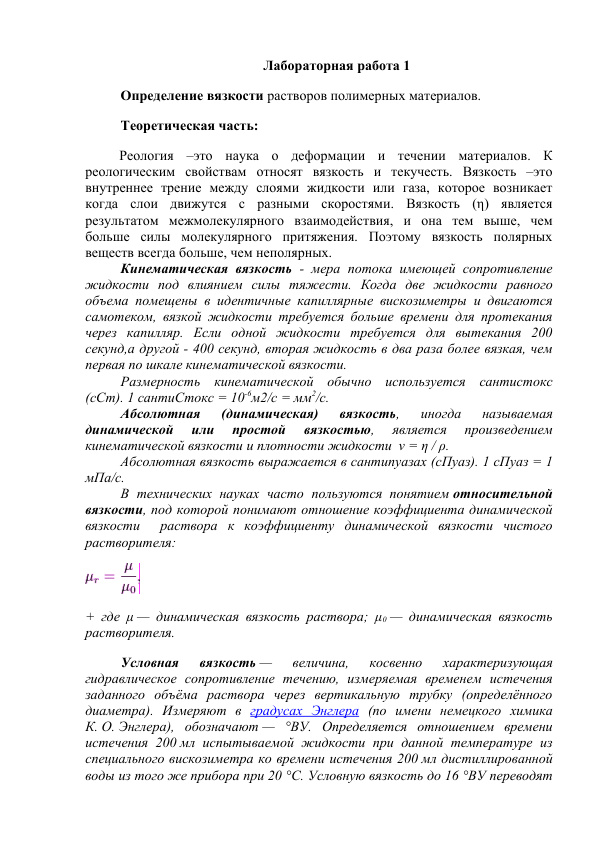 Лабораторная работа 1
Определение вязкости растворов полимерных материалов.
Теоретическая часть:
Реология –это наука о деформации и течении материалов. К
реологическим свойствам относят вязкость и текучесть. Вязкость –это
внутреннее трение между слоями жидкости или газа, которое возникает
когда слои движутся с разными скоростями. Вязкость (η) является
результатом межмолекулярного взаимодействия, и она тем выше, чем
больше силы молекулярного притяжения. Поэтому вязкость полярных
веществ всегда больше, чем неполярных.
Кинематическая вязкость - мера потока имеющей сопротивление
жидкости под влиянием силы тяжести. Когда две жидкости равного
объема помещены в идентичные капиллярные вискозиметры и двигаются
самотеком, вязкой жидкости требуется больше времени для протекания
через капилляр. Если одной жидкости требуется для вытекания 200
секунд,а другой - 400 секунд, вторая жидкость в два раза более вязкая, чем
первая по шкале кинематической вязкости.
Размерность кинематической обычно используется сантистокс
(сСт). 1 сантиСтокс = 10⁻⁶м2/с = мм²/с.
Абсолютная (динамическая) вязкость, иногда называемая
динамической или простой вязкостью, является произведением
кинематической вязкости и плотности жидкости ν = η / ρ.
Абсолютная вязкость выражается в сантипуазах (сПуаз). 1 сПуаз = 1
мПа/с.
В технических науках часто пользуются понятием относительной
вязкости, под которой понимают отношение коэффициента динамической
вязкости раствора к коэффициенту динамической вязкости чистого
растворителя:
μᵣ = μ/μ₀,
+ где μ — динамическая вязкость раствора; μ₀ — динамическая вязкость
растворителя.
Условная вязкость — величина, косвенно характеризующая
гидравлическое сопротивление течению, измеряемая временем истечения
заданного объёма раствора через вертикальную трубку (определённого
диаметра). Измеряют в градусах Энглера (по имени немецкого химика
К. О. Энглера), обозначают — °ВУ. Определяется отношением времени
истечения 200 мл испытываемой жидкости при данной температуре из
специального вискозиметра ко времени истечения 200 мл дистиллированной
воды из того же прибора при 20 °С. Условную вязкость до 16 °ВУ переводят